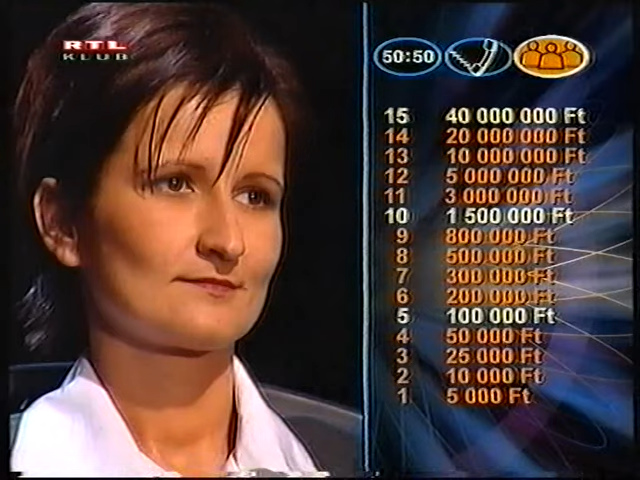 RTL
KLUB
50:50
15 40 000 000 Ft
14 20 000 000 Ft
13 10 000 000 Ft
12 5 000 000 Ft
11 3 000 000 Ft
10 1 500 000 Ft
9 800 000 Ft
8 500 000 Ft
7 300 000 Ft
6 200 000 Ft
5 100 000 Ft
4 50 000 Ft
3 25 000 Ft
2 10 000 Ft
1 5 000 Ft